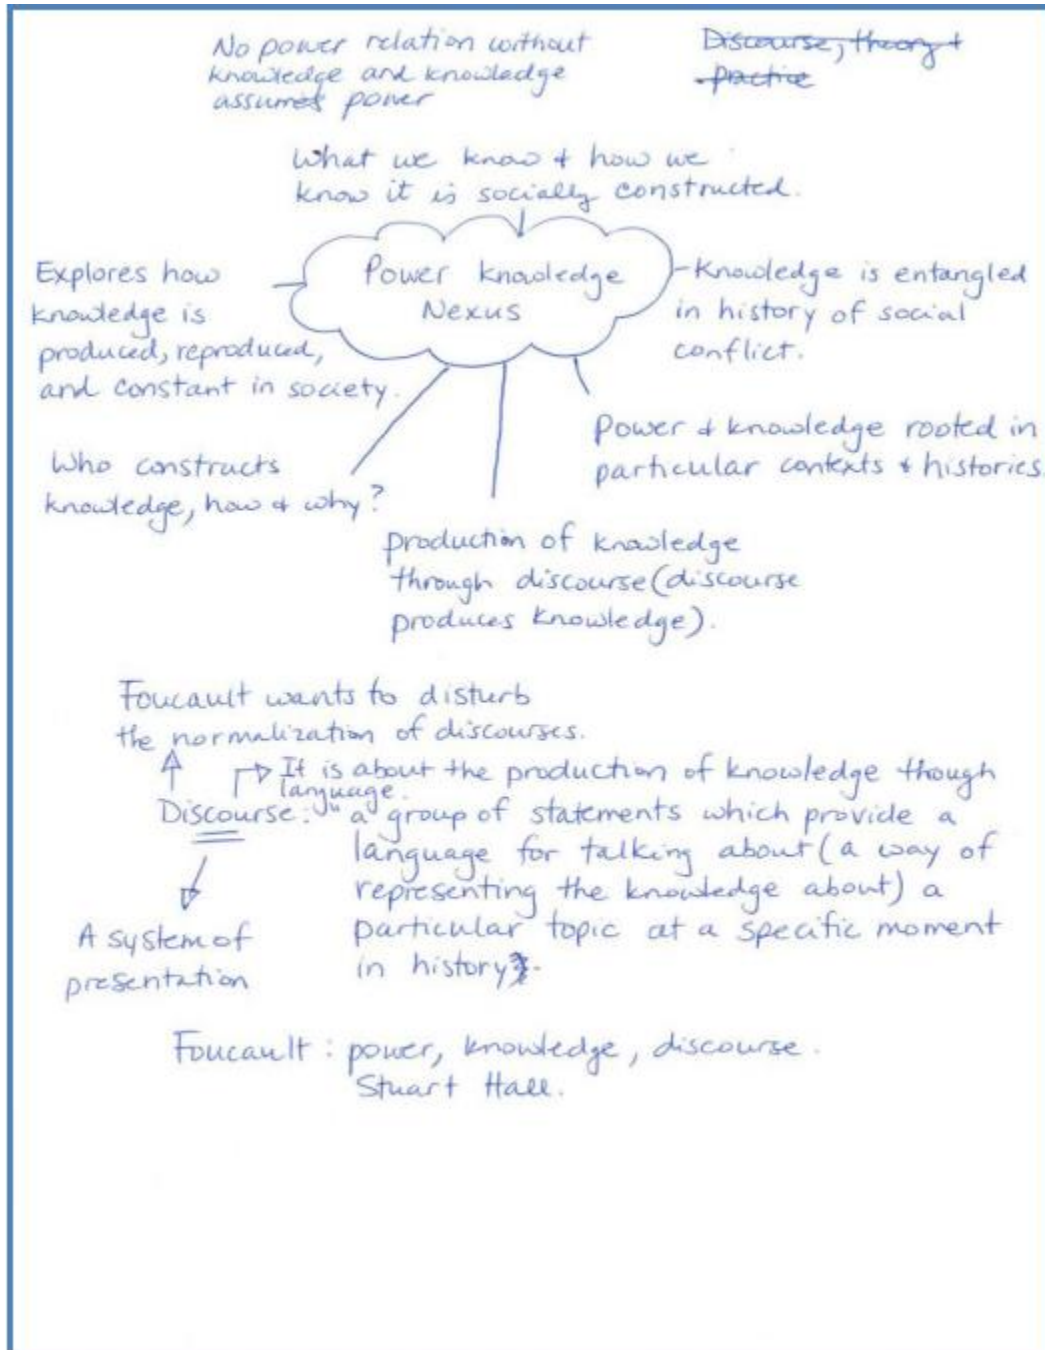 No power relation without
knowledge and knowledge
assumes power
Discourse, theory +
practice
What we know + how we
know it is socially constructed.
Power knowledge
Nexus
Explores how
knowledge is
produced, reproduced,
and constant in society.
Knowledge is entangled
in history of social
conflict.
Who constructs
knowledge, how + why?
Power + knowledge rooted in
particular contexts + histories.
production of knowledge
through discourse (discourse
produces knowledge).
Foucault wants to disturb
the normalization of discourses.
It is about the production of knowledge though
language.
Discourse: "a group of statements which provide a
language for talking about (a way of
representing the knowledge about) a
particular topic at a specific moment
in history".
A system of
presentation
Foucault: power, knowledge, discourse.
Stuart Hall.